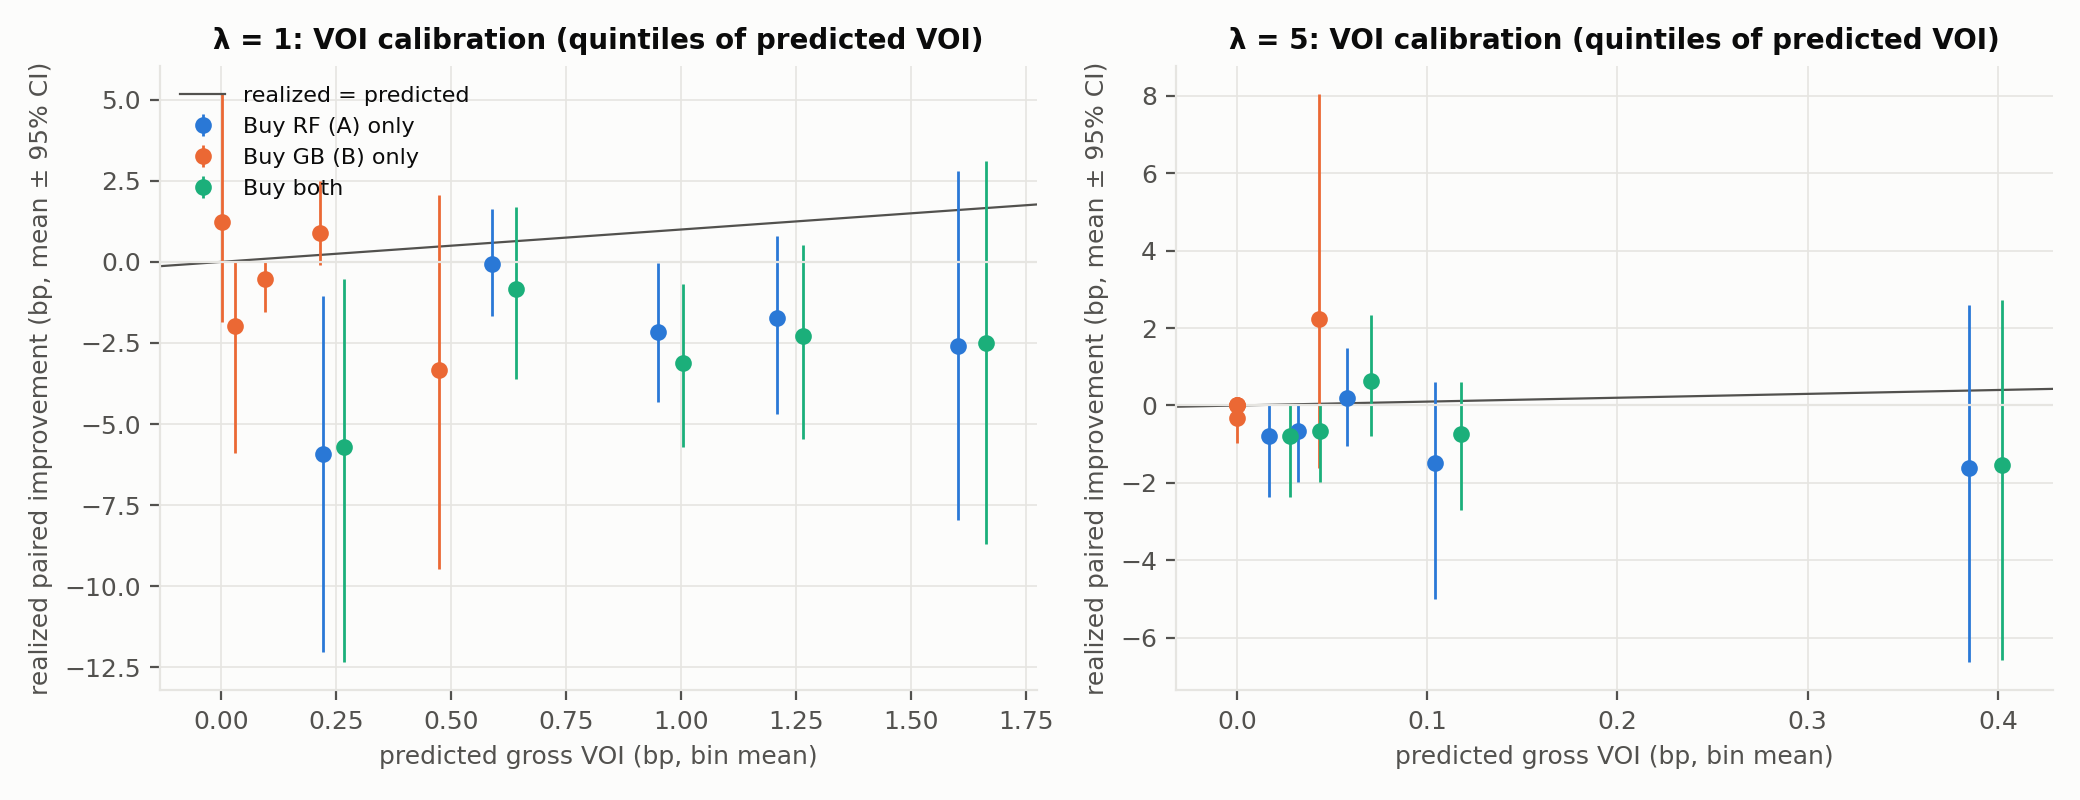 λ = 1: VOI calibration (quintiles of predicted VOI)
realized paired improvement (bp, mean ± 95% CI)
5.0
2.5
0.0
−2.5
−5.0
−7.5
−10.0
−12.5
realized = predicted
Buy RF (A) only
Buy GB (B) only
Buy both
0.00
0.25
0.50
0.75
1.00
1.25
1.50
1.75
predicted gross VOI (bp, bin mean)
λ = 5: VOI calibration (quintiles of predicted VOI)
realized paired improvement (bp, mean ± 95% CI)
8
6
4
2
0
−2
−4
−6
0.0
0.1
0.2
0.3
0.4
predicted gross VOI (bp, bin mean)